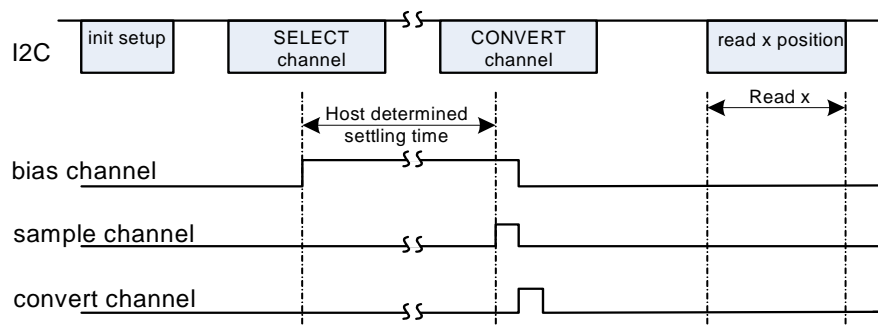 I2C
init setup
SELECT
channel
CONVERT
channel
read x position
Host determined
settling time
Read x
bias channel
sample channel
convert channel